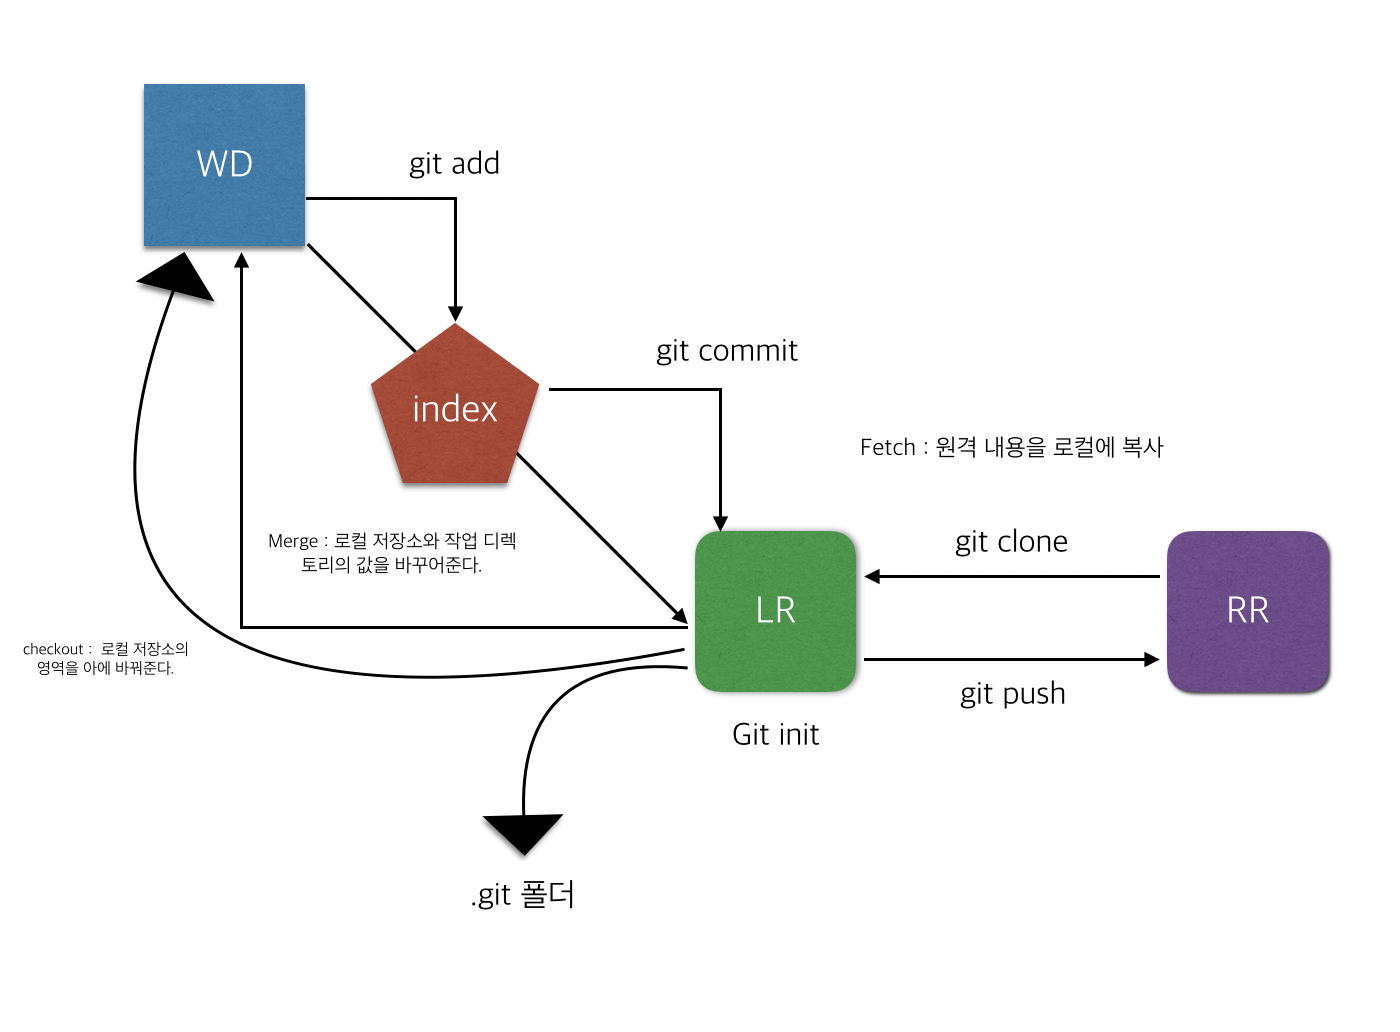 WD
git add
git commit
index
Fetch : 원격 내용을 로컬에 복사
git clone
Merge : 로컬 저장소와 작업 디렉
토리의 값을 바꾸어준다.
LR
RR
checkout :  로컬 저장소의
영역을 아에 바꿔준다.
git push
Git init
.git 폴더